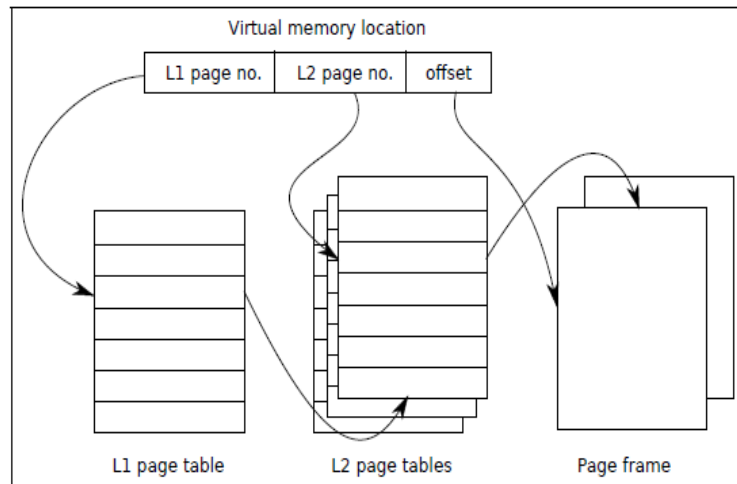 Virtual memory location
L1 page no. L2 page no. offset
L1 page table L2 page tables Page frame